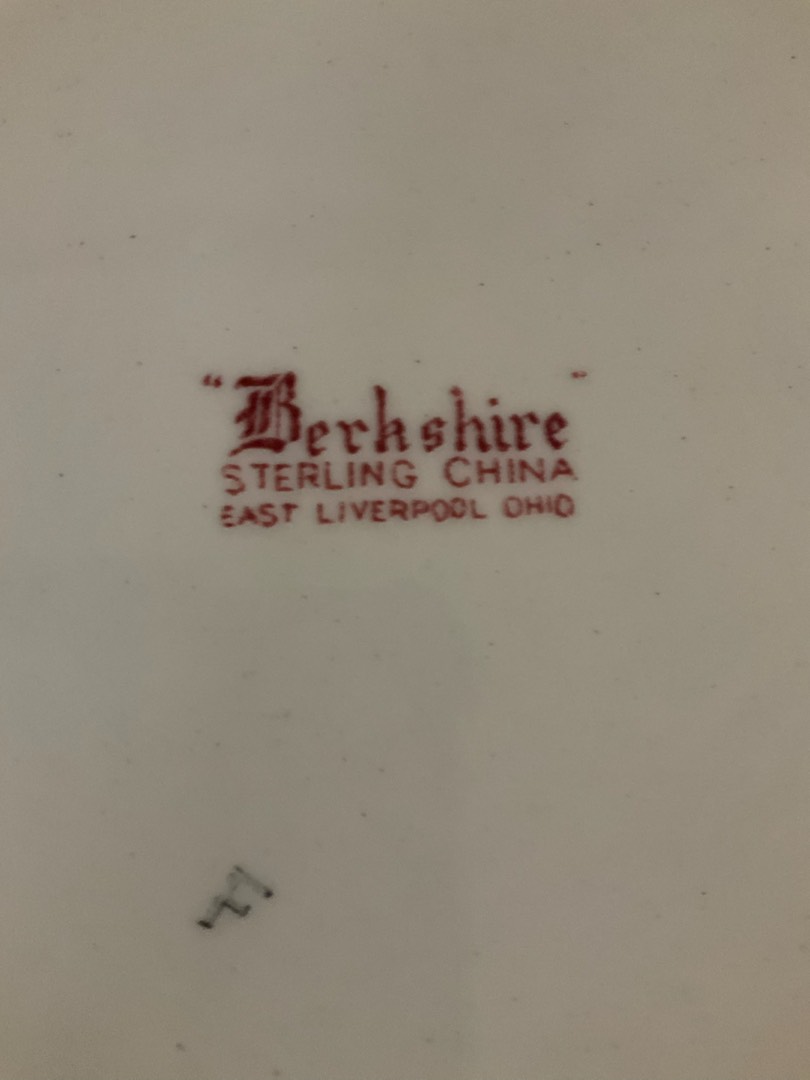 "Berkshire"
STERLING CHINA
EAST LIVERPOOL OHIO